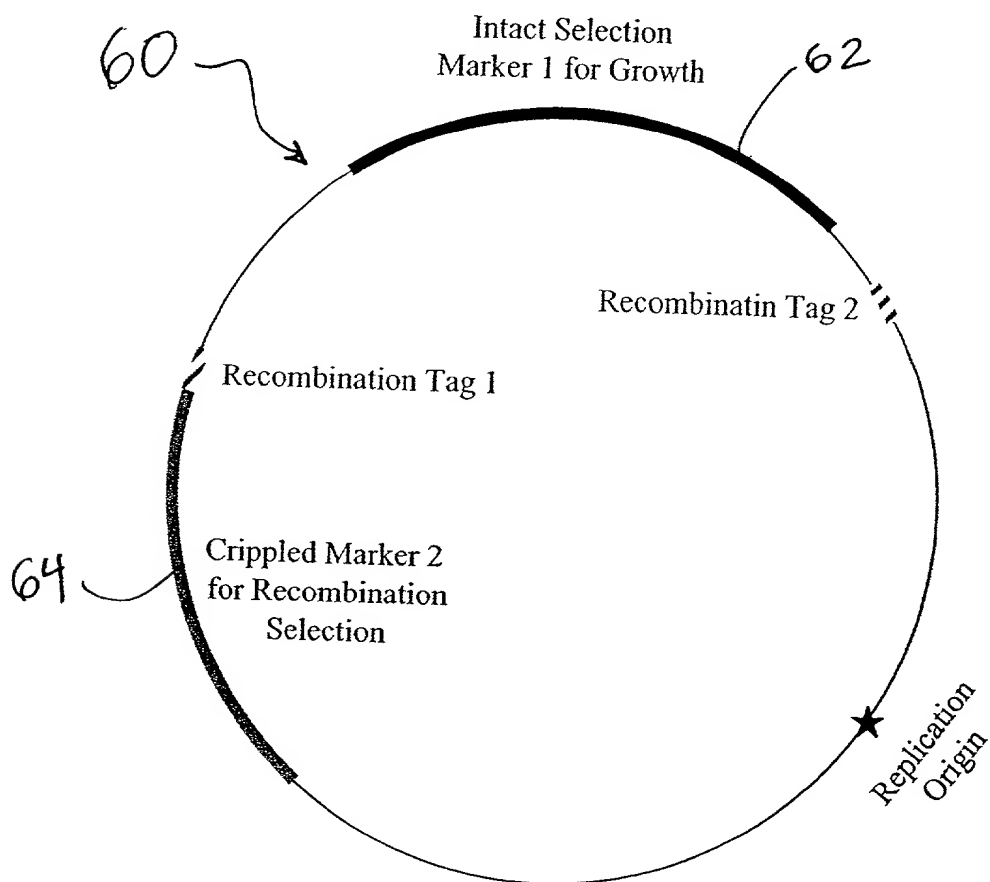 60
Intact Selection
Marker 1 for Growth
62
Recombinatin Tag 2
Recombination Tag 1
64
Crippled Marker 2
for Recombination
Selection
Replication
Origin